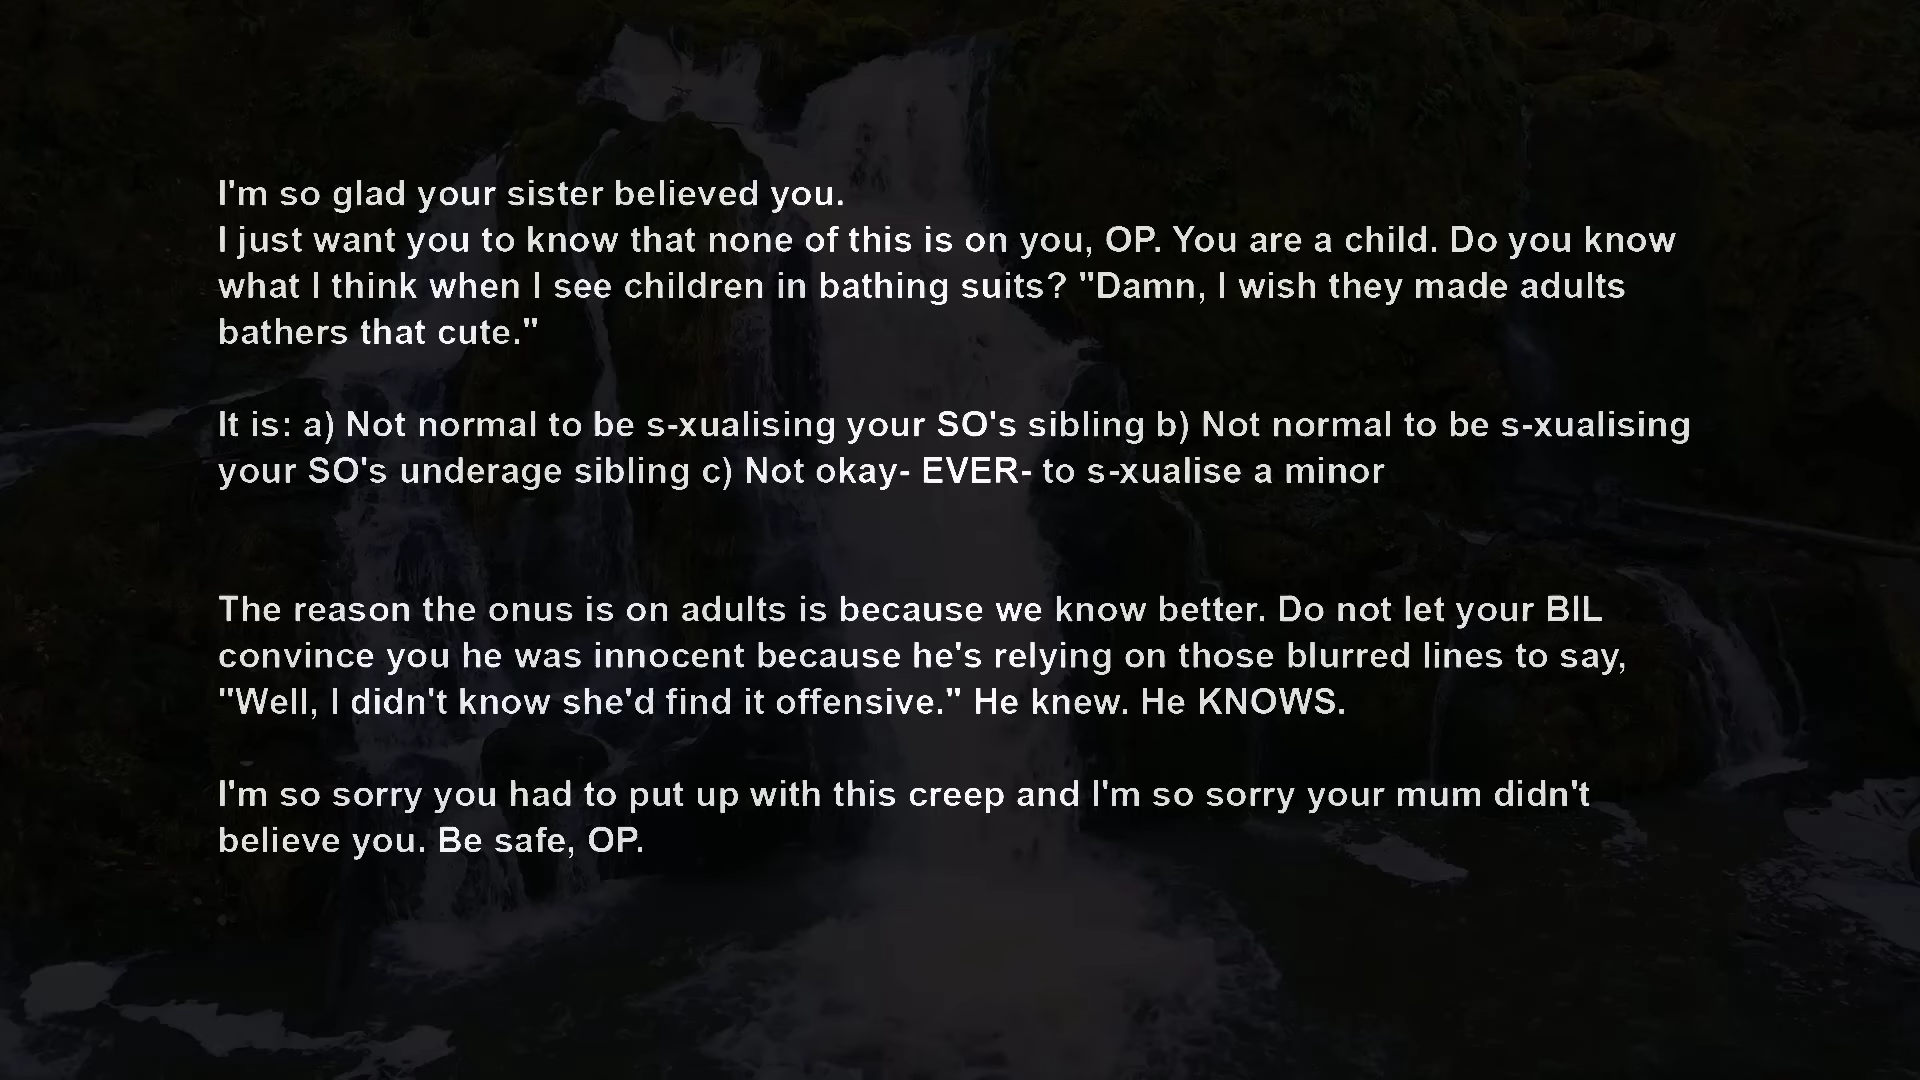 I'm so glad your sister believed you.
I just want you to know that none of this is on you, OP. You are a child. Do you know
what I think when I see children in bathing suits? "Damn, I wish they made adults
bathers that cute."
It is: a) Not normal to be s-xualising your SO's sibling b) Not normal to be s-xualising
your SO's underage sibling c) Not okay- EVER- to s-xualise a minor
The reason the onus is on adults is because we know better. Do not let your BIL
convince you he was innocent because he's relying on those blurred lines to say,
"Well, I didn't know she'd find it offensive." He knew. He KNOWS.
I'm so sorry you had to put up with this creep and I'm so sorry your mum didn't
believe you. Be safe, OP.